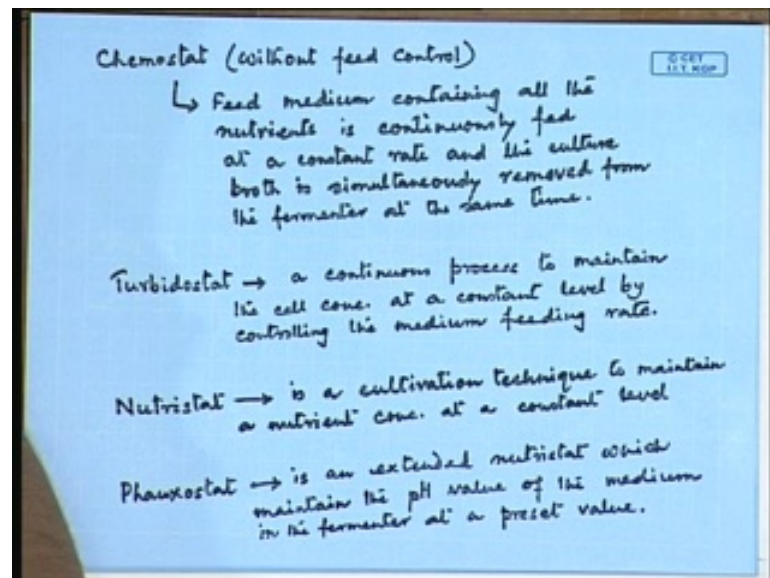 Chemostat (without feed control)
© CET
I.I.T. KGP
↳ Feed medium containing all the
nutrients is continuously fed
at a constant rate and the culture
broth is simultaneously removed from
the fermenter at the same time.
Turbidostat → a continuous process to maintain
the cell conc. at a constant level by
controlling the medium feeding rate.
Nutristat → is a cultivation technique to maintain
a nutrient conc. at a constant level
Phauxostat → is an extended nutristat which
maintain the pH value of the medium
in the fermenter at a preset value.